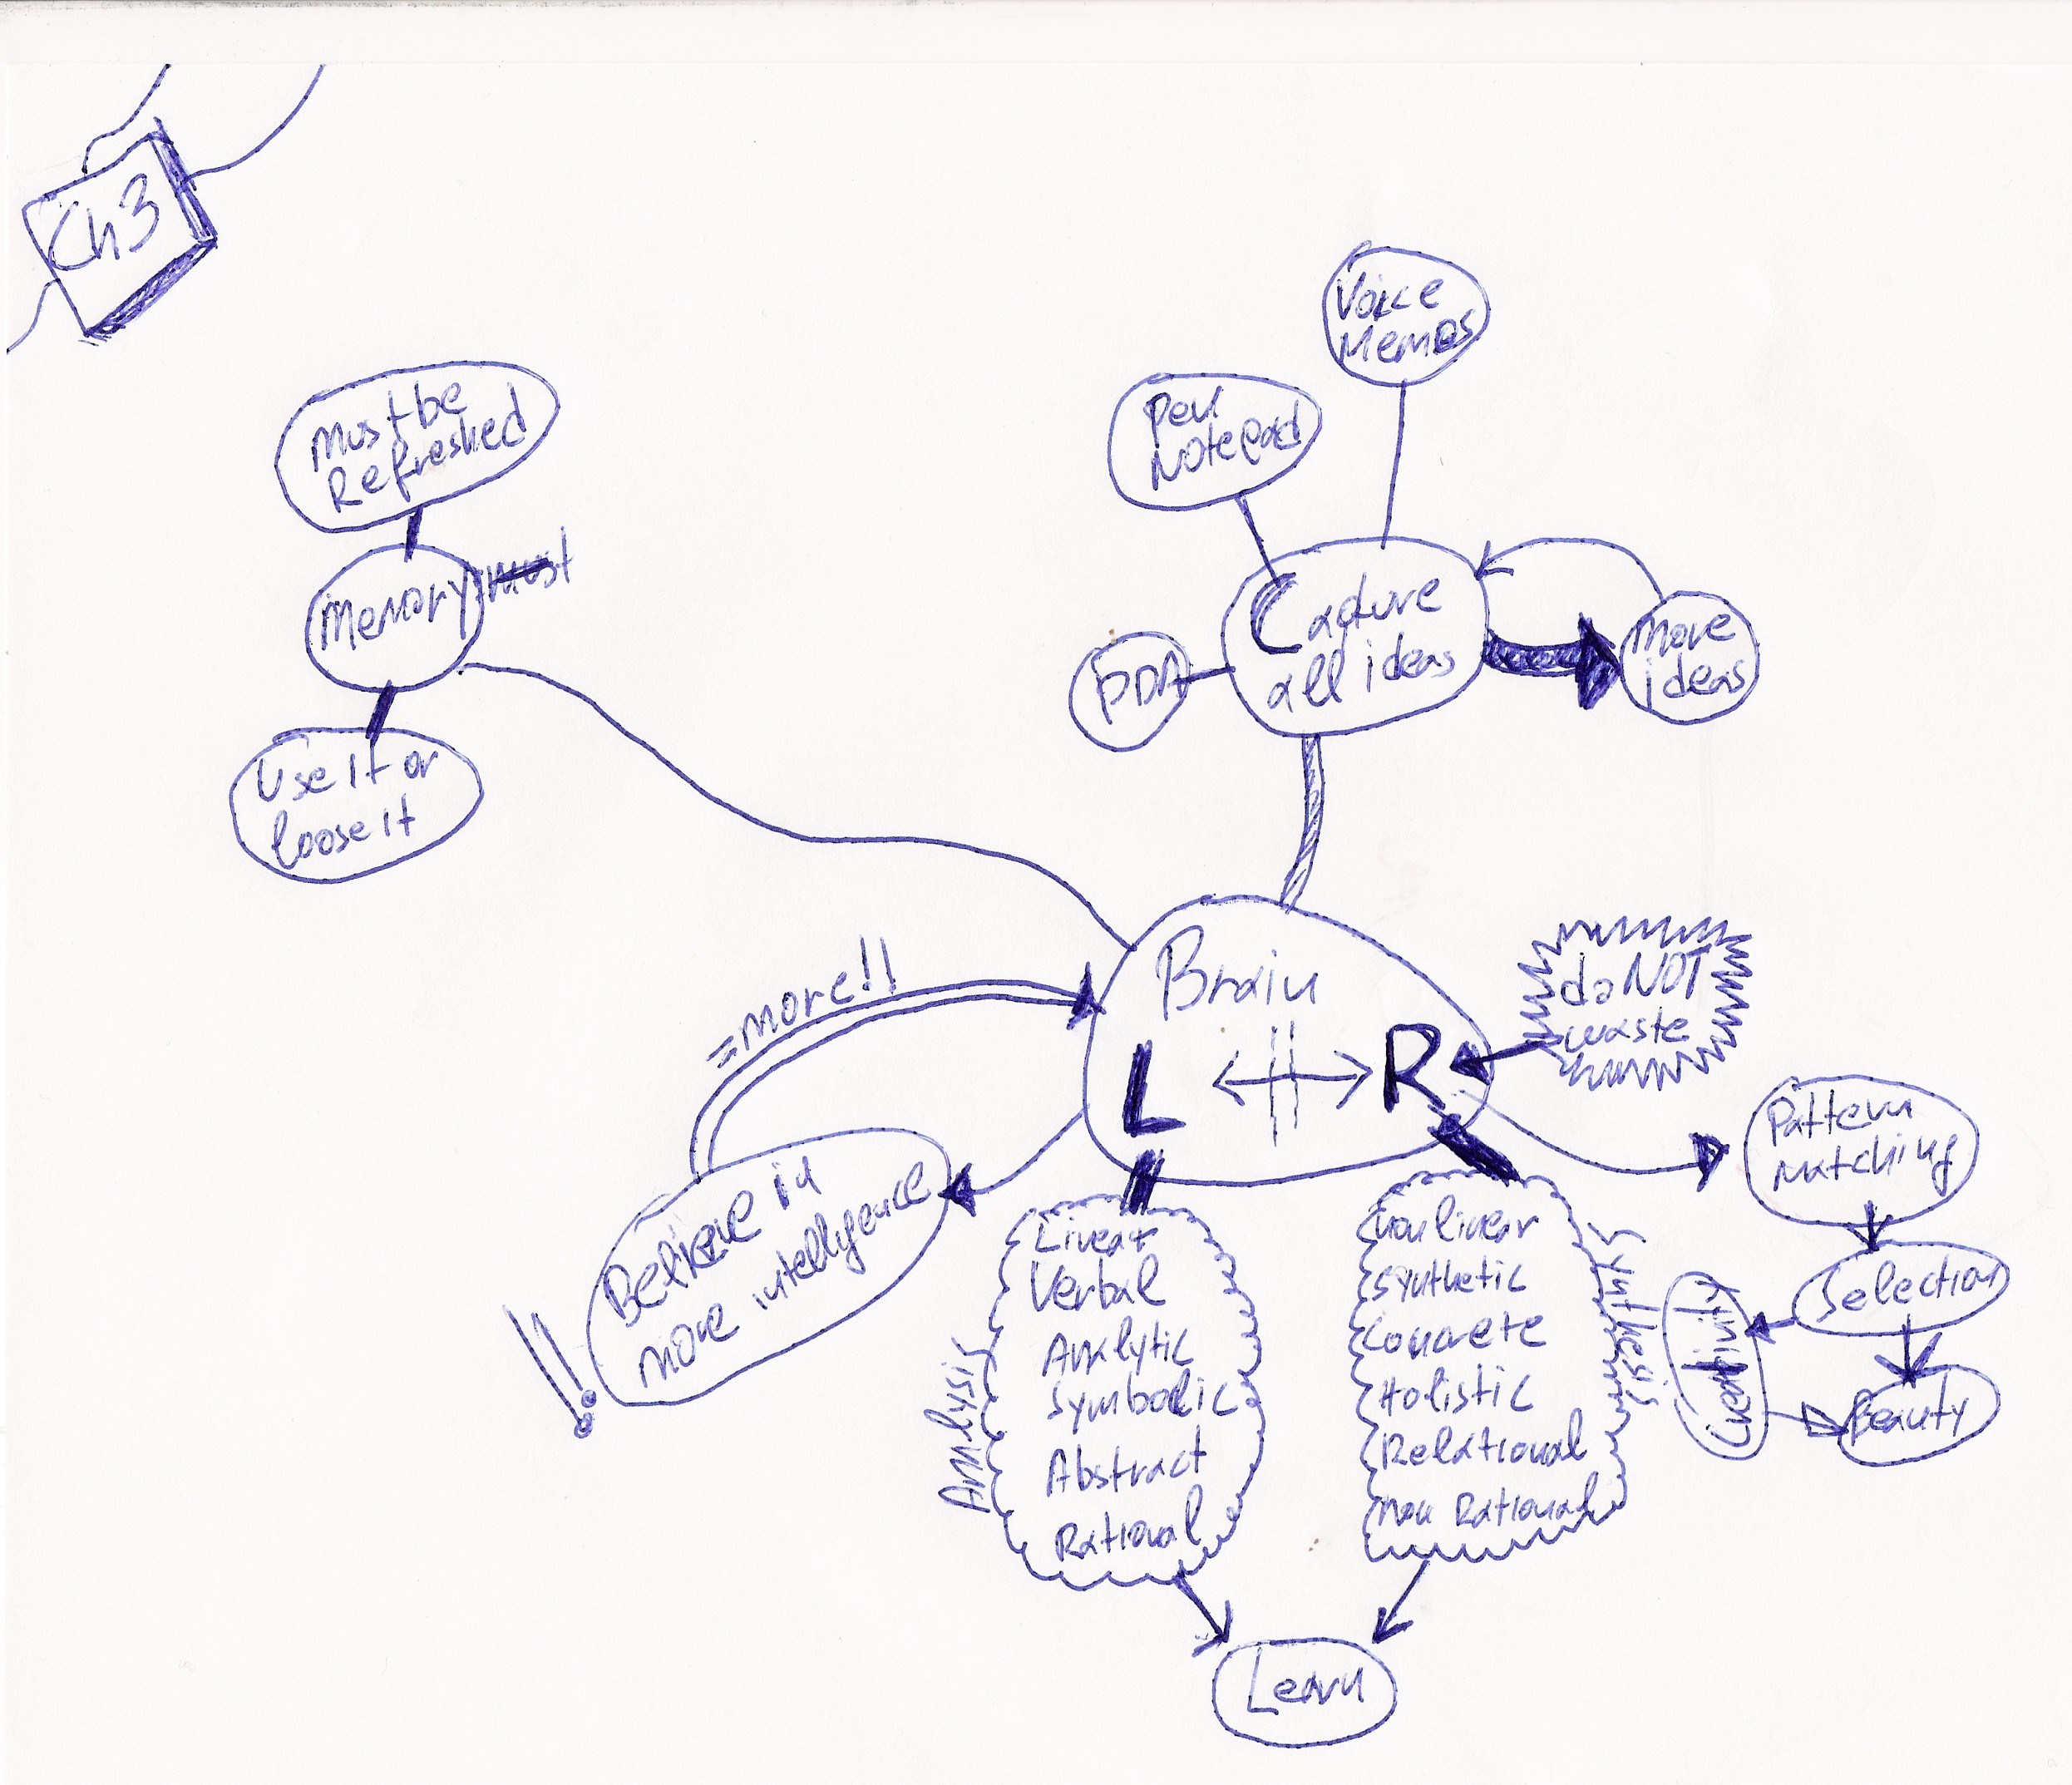 Ch3
Voice
Memos
Must be
Refreshed
Pen
Notepad
Memory must
Capture
all ideas
More
ideas
PDA
Use It or
loose it
=more!!
Brain
L
R
do NOT
waste
Believe in
more intelligence
!!
Pattern
Matching
Selection
Creativity
Beauty
Analysis
Linear
Verbal
Analytic
Symbolic
Abstract
Rational
Synthesis
Nonlinear
Synthetic
Concrete
Holistic
Relational
Non Rational
Learn